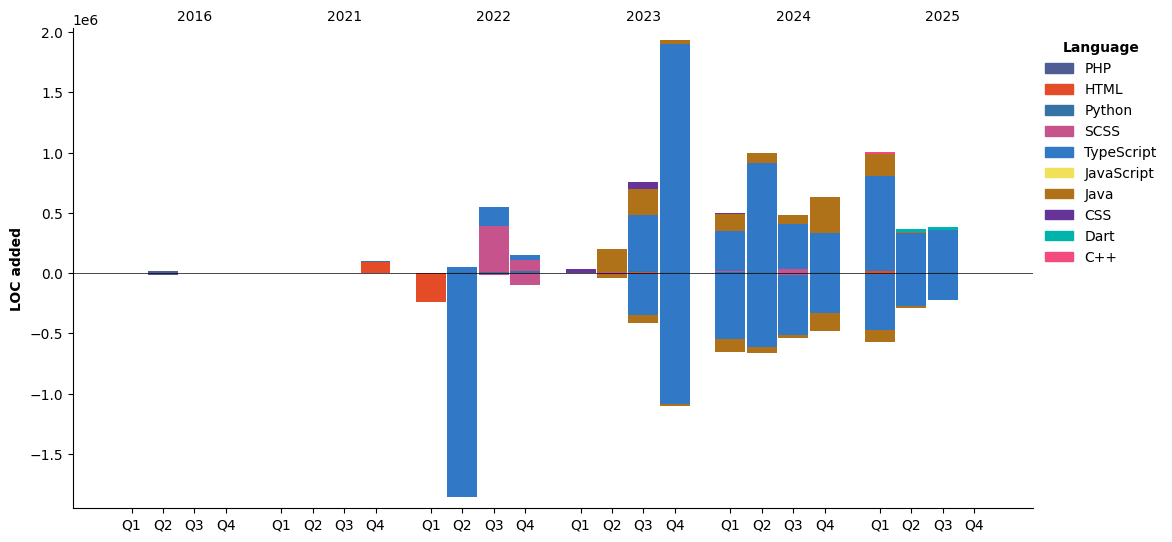 2016 2021 2022 2023 2024 2025
1e6
2.0
1.5
1.0
0.5
0.0
−0.5
−1.0
−1.5
LOC added
Q1 Q2 Q3 Q4 Q1 Q2 Q3 Q4 Q1 Q2 Q3 Q4 Q1 Q2 Q3 Q4 Q1 Q2 Q3 Q4 Q1 Q2 Q3 Q4
Language
PHP
HTML
Python
SCSS
TypeScript
JavaScript
Java
CSS
Dart
C++